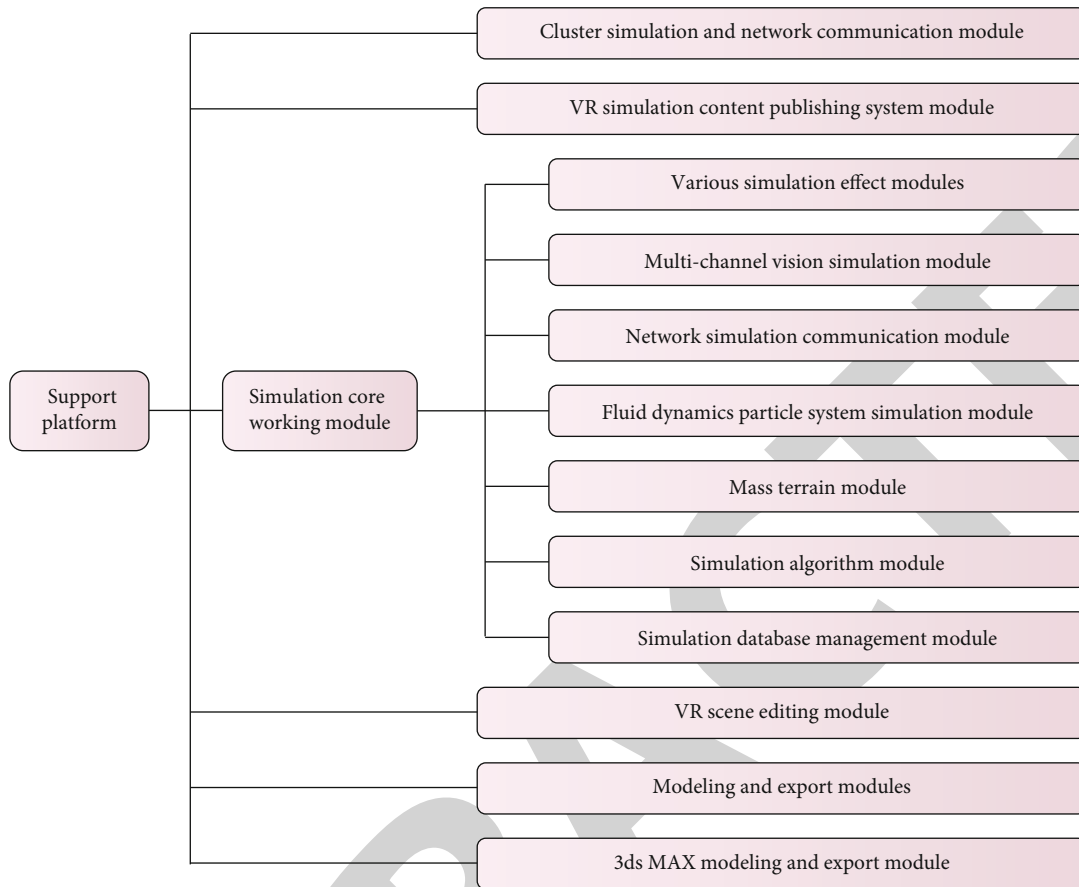 Cluster simulation and network communication module
VR simulation content publishing system module
Various simulation effect modules
Multi-channel vision simulation module
Network simulation communication module
Support
platform
Simulation core
working module
Fluid dynamics particle system simulation module
Mass terrain module
Simulation algorithm module
Simulation database management module
VR scene editing module
Modeling and export modules
3ds MAX modeling and export module